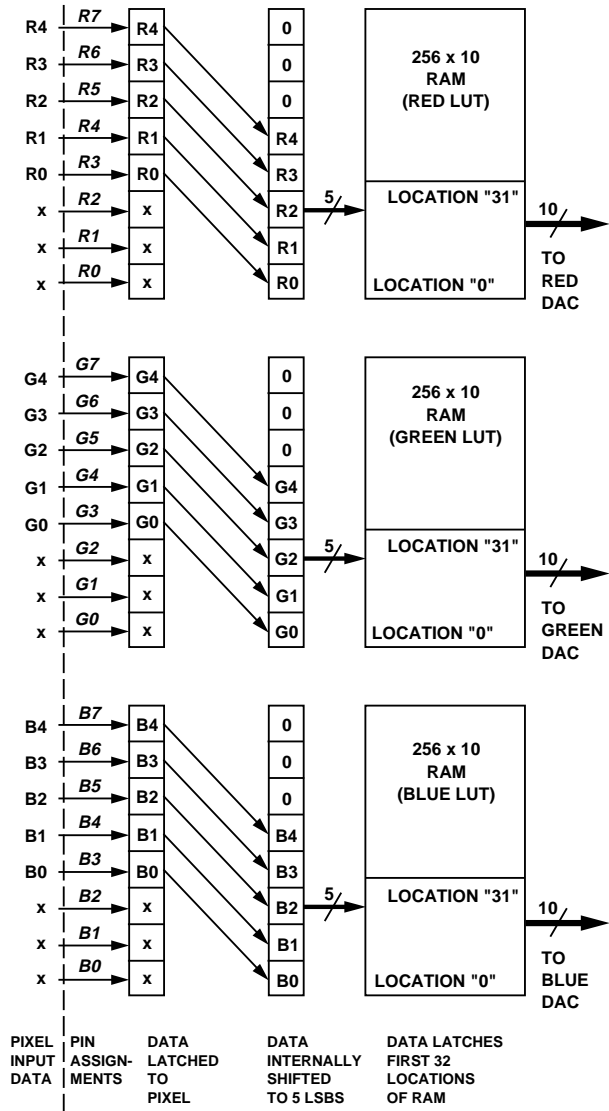 R4 R7 R4 0
R3 R6 R3 0
R2 R5 R2 0
R1 R4 R1 R4
R0 R3 R0 R3
x R2 x R2
x R1 x R1
x R0 x R0
5
256 x 10
RAM
(RED LUT)
LOCATION "31"
LOCATION "0"
10
TO
RED
DAC
G4 G7 G4 0
G3 G6 G3 0
G2 G5 G2 0
G1 G4 G1 G4
G0 G3 G0 G3
x G2 x G2
x G1 x G1
x G0 x G0
5
256 x 10
RAM
(GREEN LUT)
LOCATION "31"
LOCATION "0"
10
TO
GREEN
DAC
B4 B7 B4 0
B3 B6 B3 0
B2 B5 B2 0
B1 B4 B1 B4
B0 B3 B0 B3
x B2 x B2
x B1 x B1
x B0 x B0
5
256 x 10
RAM
(BLUE LUT)
LOCATION "31"
LOCATION "0"
10
TO
BLUE
DAC
PIXEL
INPUT
DATA
PIN
ASSIGN-
MENTS
DATA
LATCHED
TO
PIXEL
DATA
INTERNALLY
SHIFTED
TO 5 LSBS
DATA LATCHES
FIRST 32
LOCATIONS
OF RAM